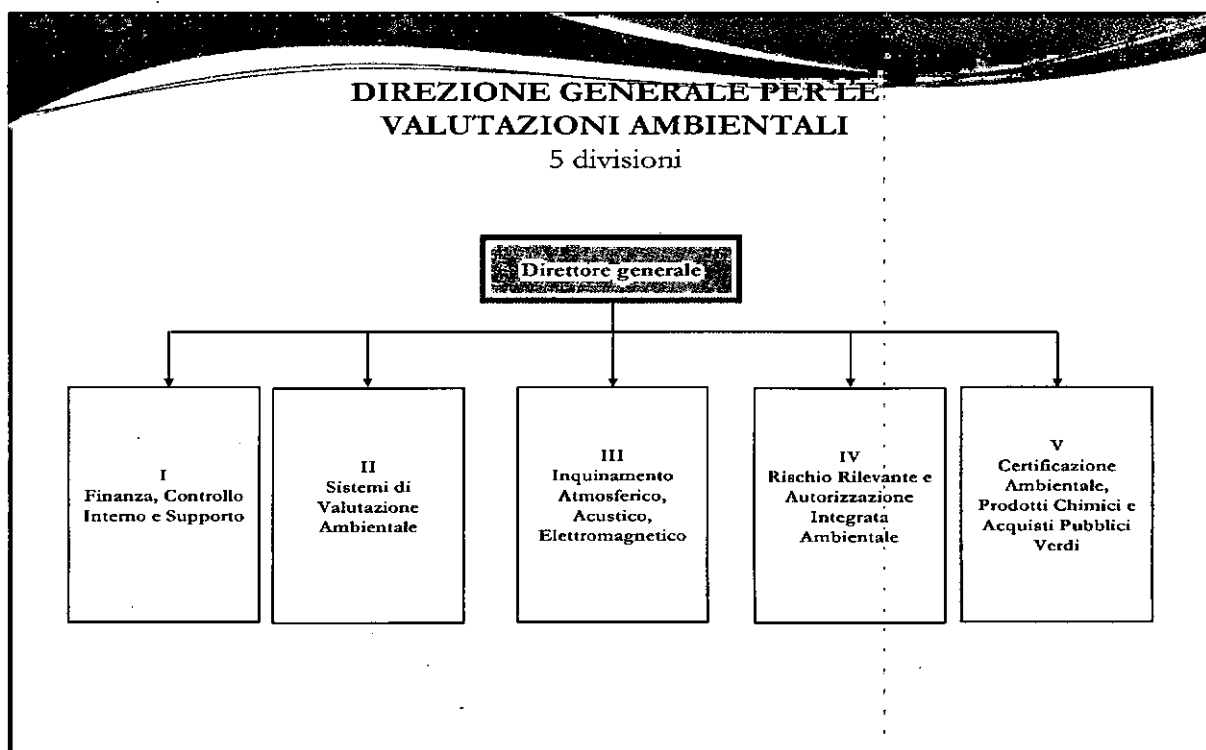 DIREZIONE GENERALE PER LE
VALUTAZIONI AMBIENTALI
5 divisioni
Direttore generale
I
Finanza, Controllo
Interno e Supporto
II
Sistemi di
Valutazione
Ambientale
III
Inquinamento
Atmosferico,
Acustico,
Elettromagnetico
IV
Rischio Rilevante e
Autorizzazione
Integrata
Ambientale
V
Certificazione
Ambientale,
Prodotti Chimici e
Acquisti Pubblici
Verdi